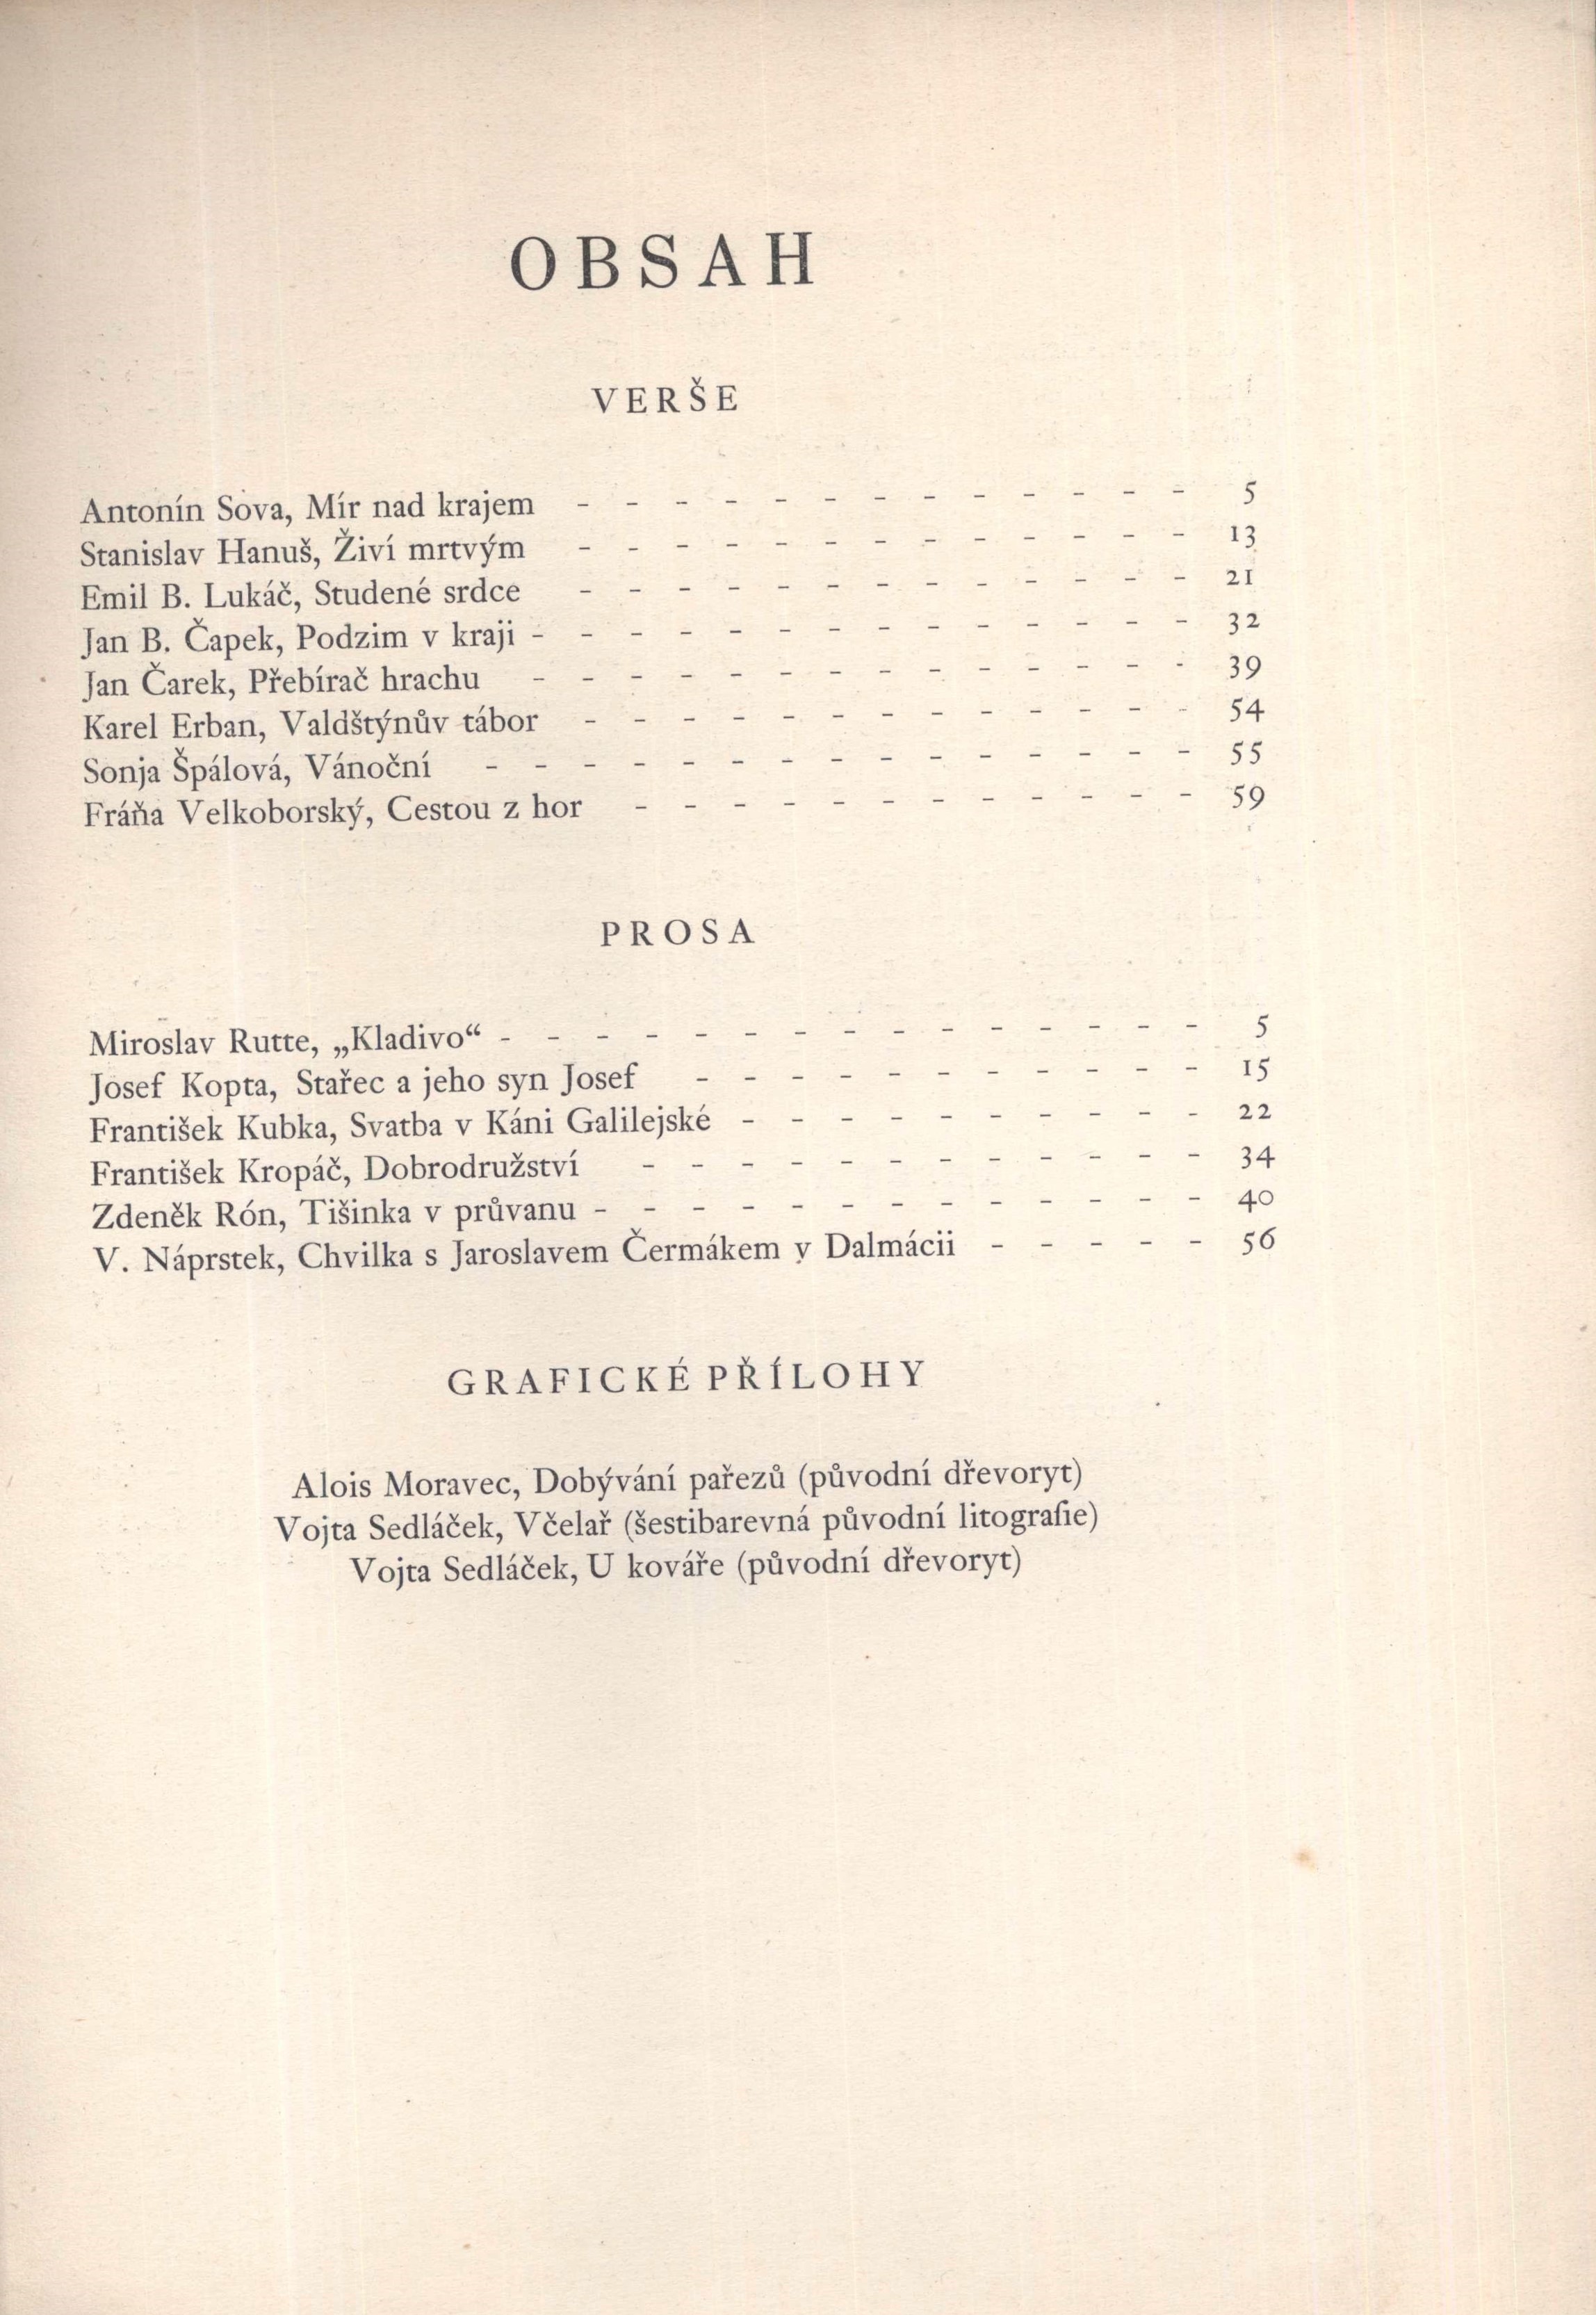 OBSAH
VERŠE
Antonín Sova, Mír nad krajem - - - - - - - - - - - - - 5
Stanislav Hanuš, Živí mrtvým - - - - - - - - - - - - - 13
Emil B. Lukáč, Studené srdce - - - - - - - - - - - - - 21
Jan B. Čapek, Podzim v kraji - - - - - - - - - - - - - - 32
Jan Čarek, Přebírač hrachu - - - - - - - - - - - - - - 39
Karel Erban, Valdštýnův tábor - - - - - - - - - - - - - 54
Sonja Špálová, Vánoční - - - - - - - - - - - - - - - 55
Fráňa Velkoborský, Cestou z hor - - - - - - - - - - - - 59
PROSA
Miroslav Rutte, „Kladivo“ - - - - - - - - - - - - - - - 5
Josef Kopta, Stařec a jeho syn Josef - - - - - - - - - - - 15
František Kubka, Svatba v Káni Galilejské - - - - - - - - - - 22
František Kropáč, Dobrodružství - - - - - - - - - - - - 34
Zdeněk Rón, Tišinka v průvanu - - - - - - - - - - - - - 40
V. Náprstek, Chvilka s Jaroslavem Čermákem v Dalmácii - - - - - 56
GRAFICKÉ PŘÍLOHY
Alois Moravec, Dobývání pařezů (původní dřevoryt)
Vojta Sedláček, Včelař (šestibarevná původní litografie)
Vojta Sedláček, U kováře (původní dřevoryt)